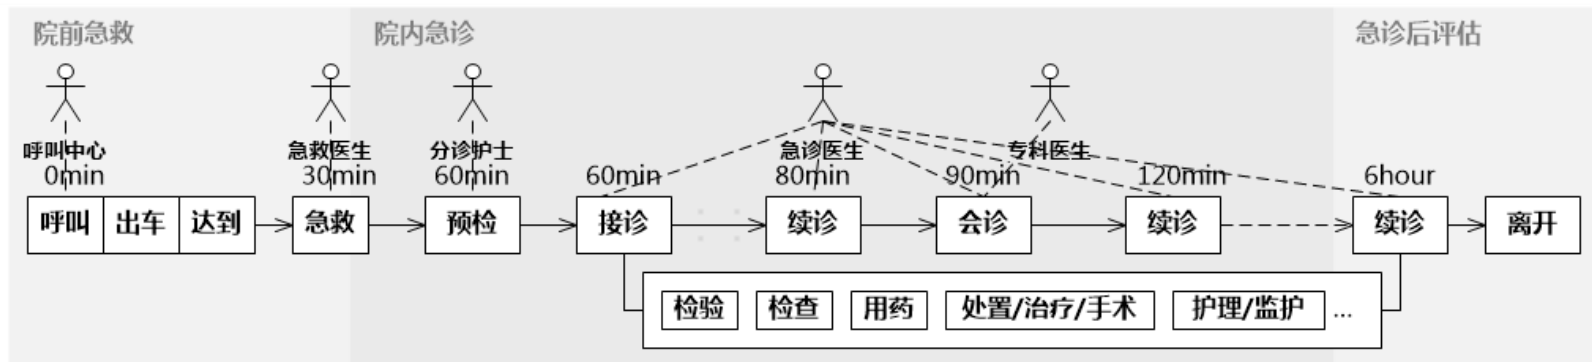 院前急救
院内急诊
急诊后评估
呼叫中心
急救医生
分诊护士
急诊医生
专科医生
0min
30min
60min
60min
80min
90min
120min
6hour
呼叫
出车
达到
急救
预检
接诊
续诊
会诊
续诊
续诊
离开
检验
检查
用药
处置/治疗/手术
护理/监护
...